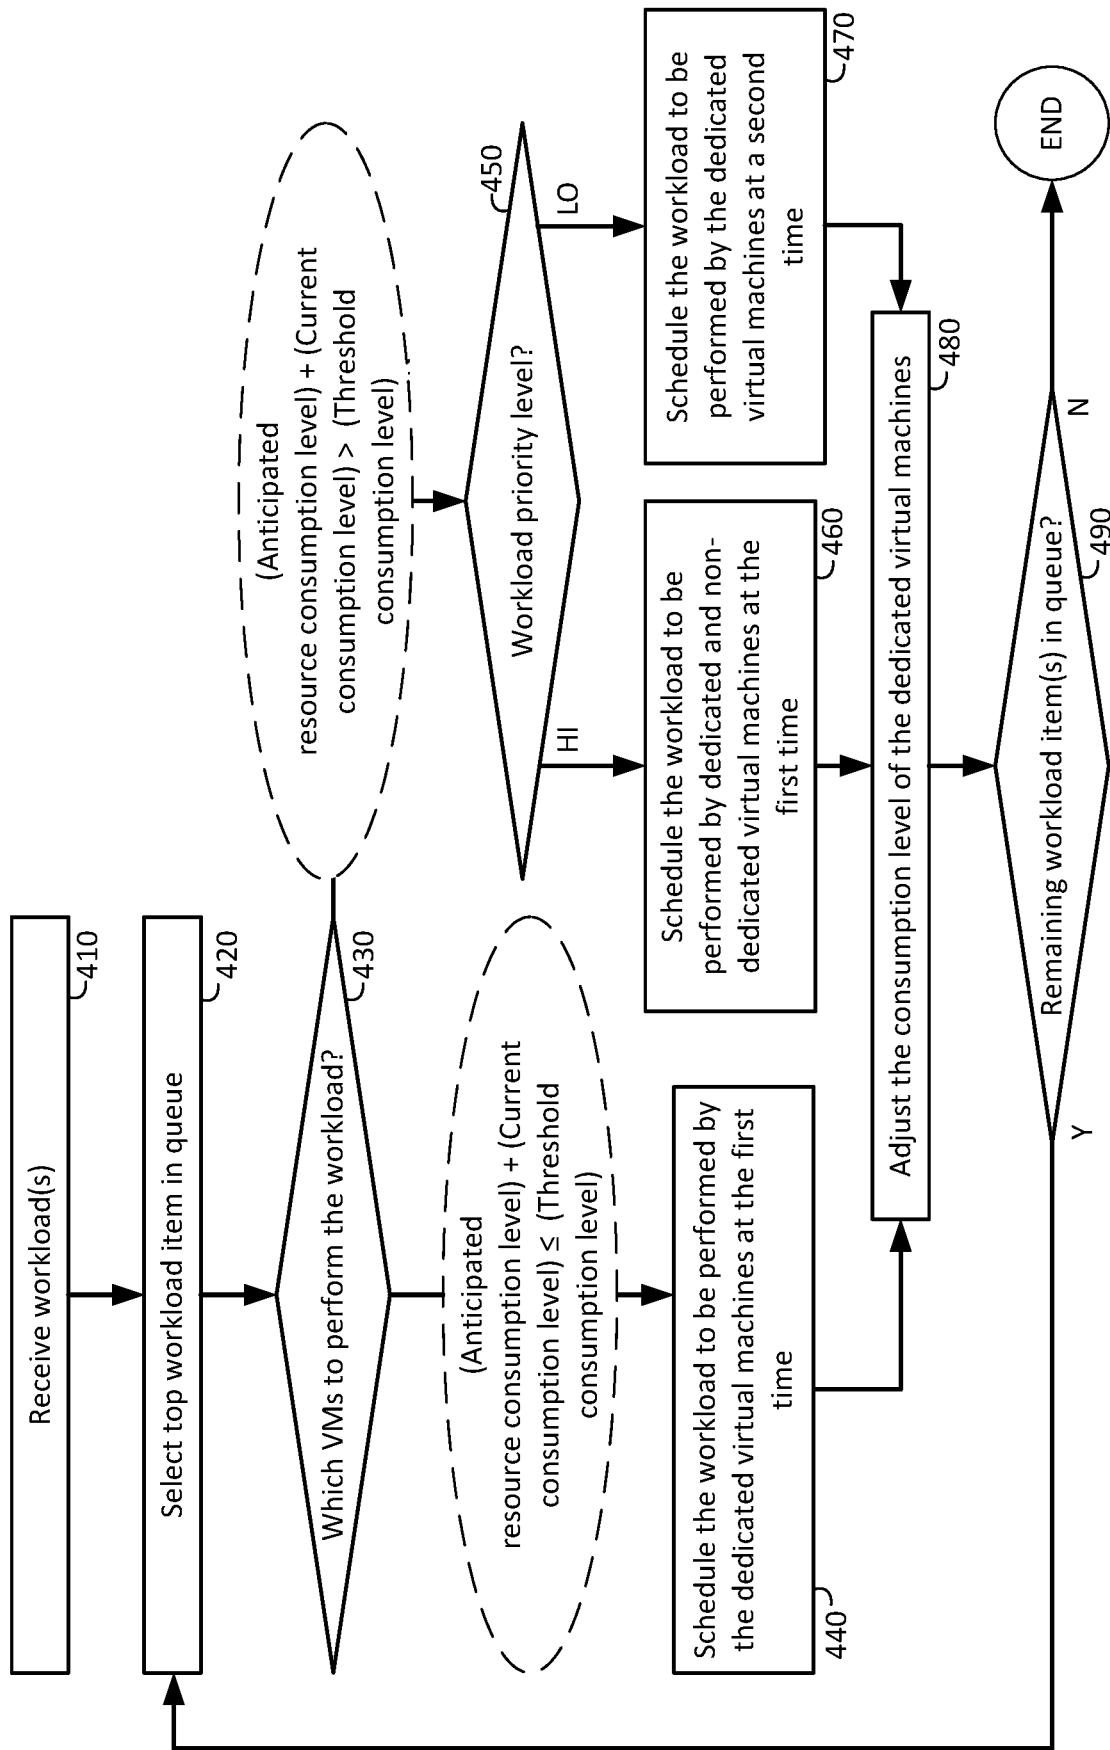 Receive workload(s)
410
Select top workload item in queue
420
Which VMs to perform the workload?
430
(Anticipated
resource consumption level) + (Current
consumption level) > (Threshold
consumption level)
(Anticipated
resource consumption level) + (Current
consumption level) ≤ (Threshold
consumption level)
Workload priority level?
450
HI
LO
Schedule the workload to be performed by
the dedicated virtual machines at the first
time
440
Schedule the workload to be
performed by dedicated and non-
dedicated virtual machines at the
first time
460
Schedule the workload to be
performed by the dedicated
virtual machines at a second
time
470
Adjust the consumption level of the dedicated virtual machines
480
Remaining workload item(s) in queue?
490
Y
N
END